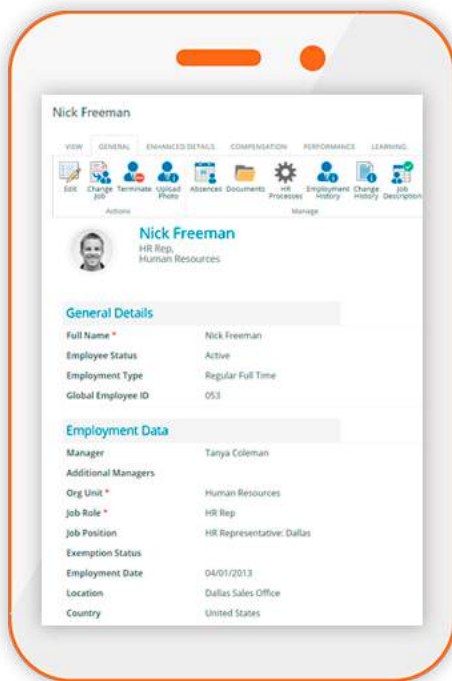 Nick Freeman
VIEW GENERAL ENHANCED DETAILS COMPENSATION PERFORMANCE LEARNING
Edit Change Job Terminate Upload Photo Absences Documents HR Processes Employment History Change History Job Description
Actions Manage
Nick Freeman
HR Rep,
Human Resources
General Details
Full Name * Nick Freeman
Employee Status Active
Employment Type Regular Full Time
Global Employee ID 053
Employment Data
Manager Tanya Coleman
Additional Managers
Org Unit * Human Resources
Job Role * HR Rep
Job Position HR Representative: Dallas
Exemption Status
Employment Date 04/01/2013
Location Dallas Sales Office
Country United States